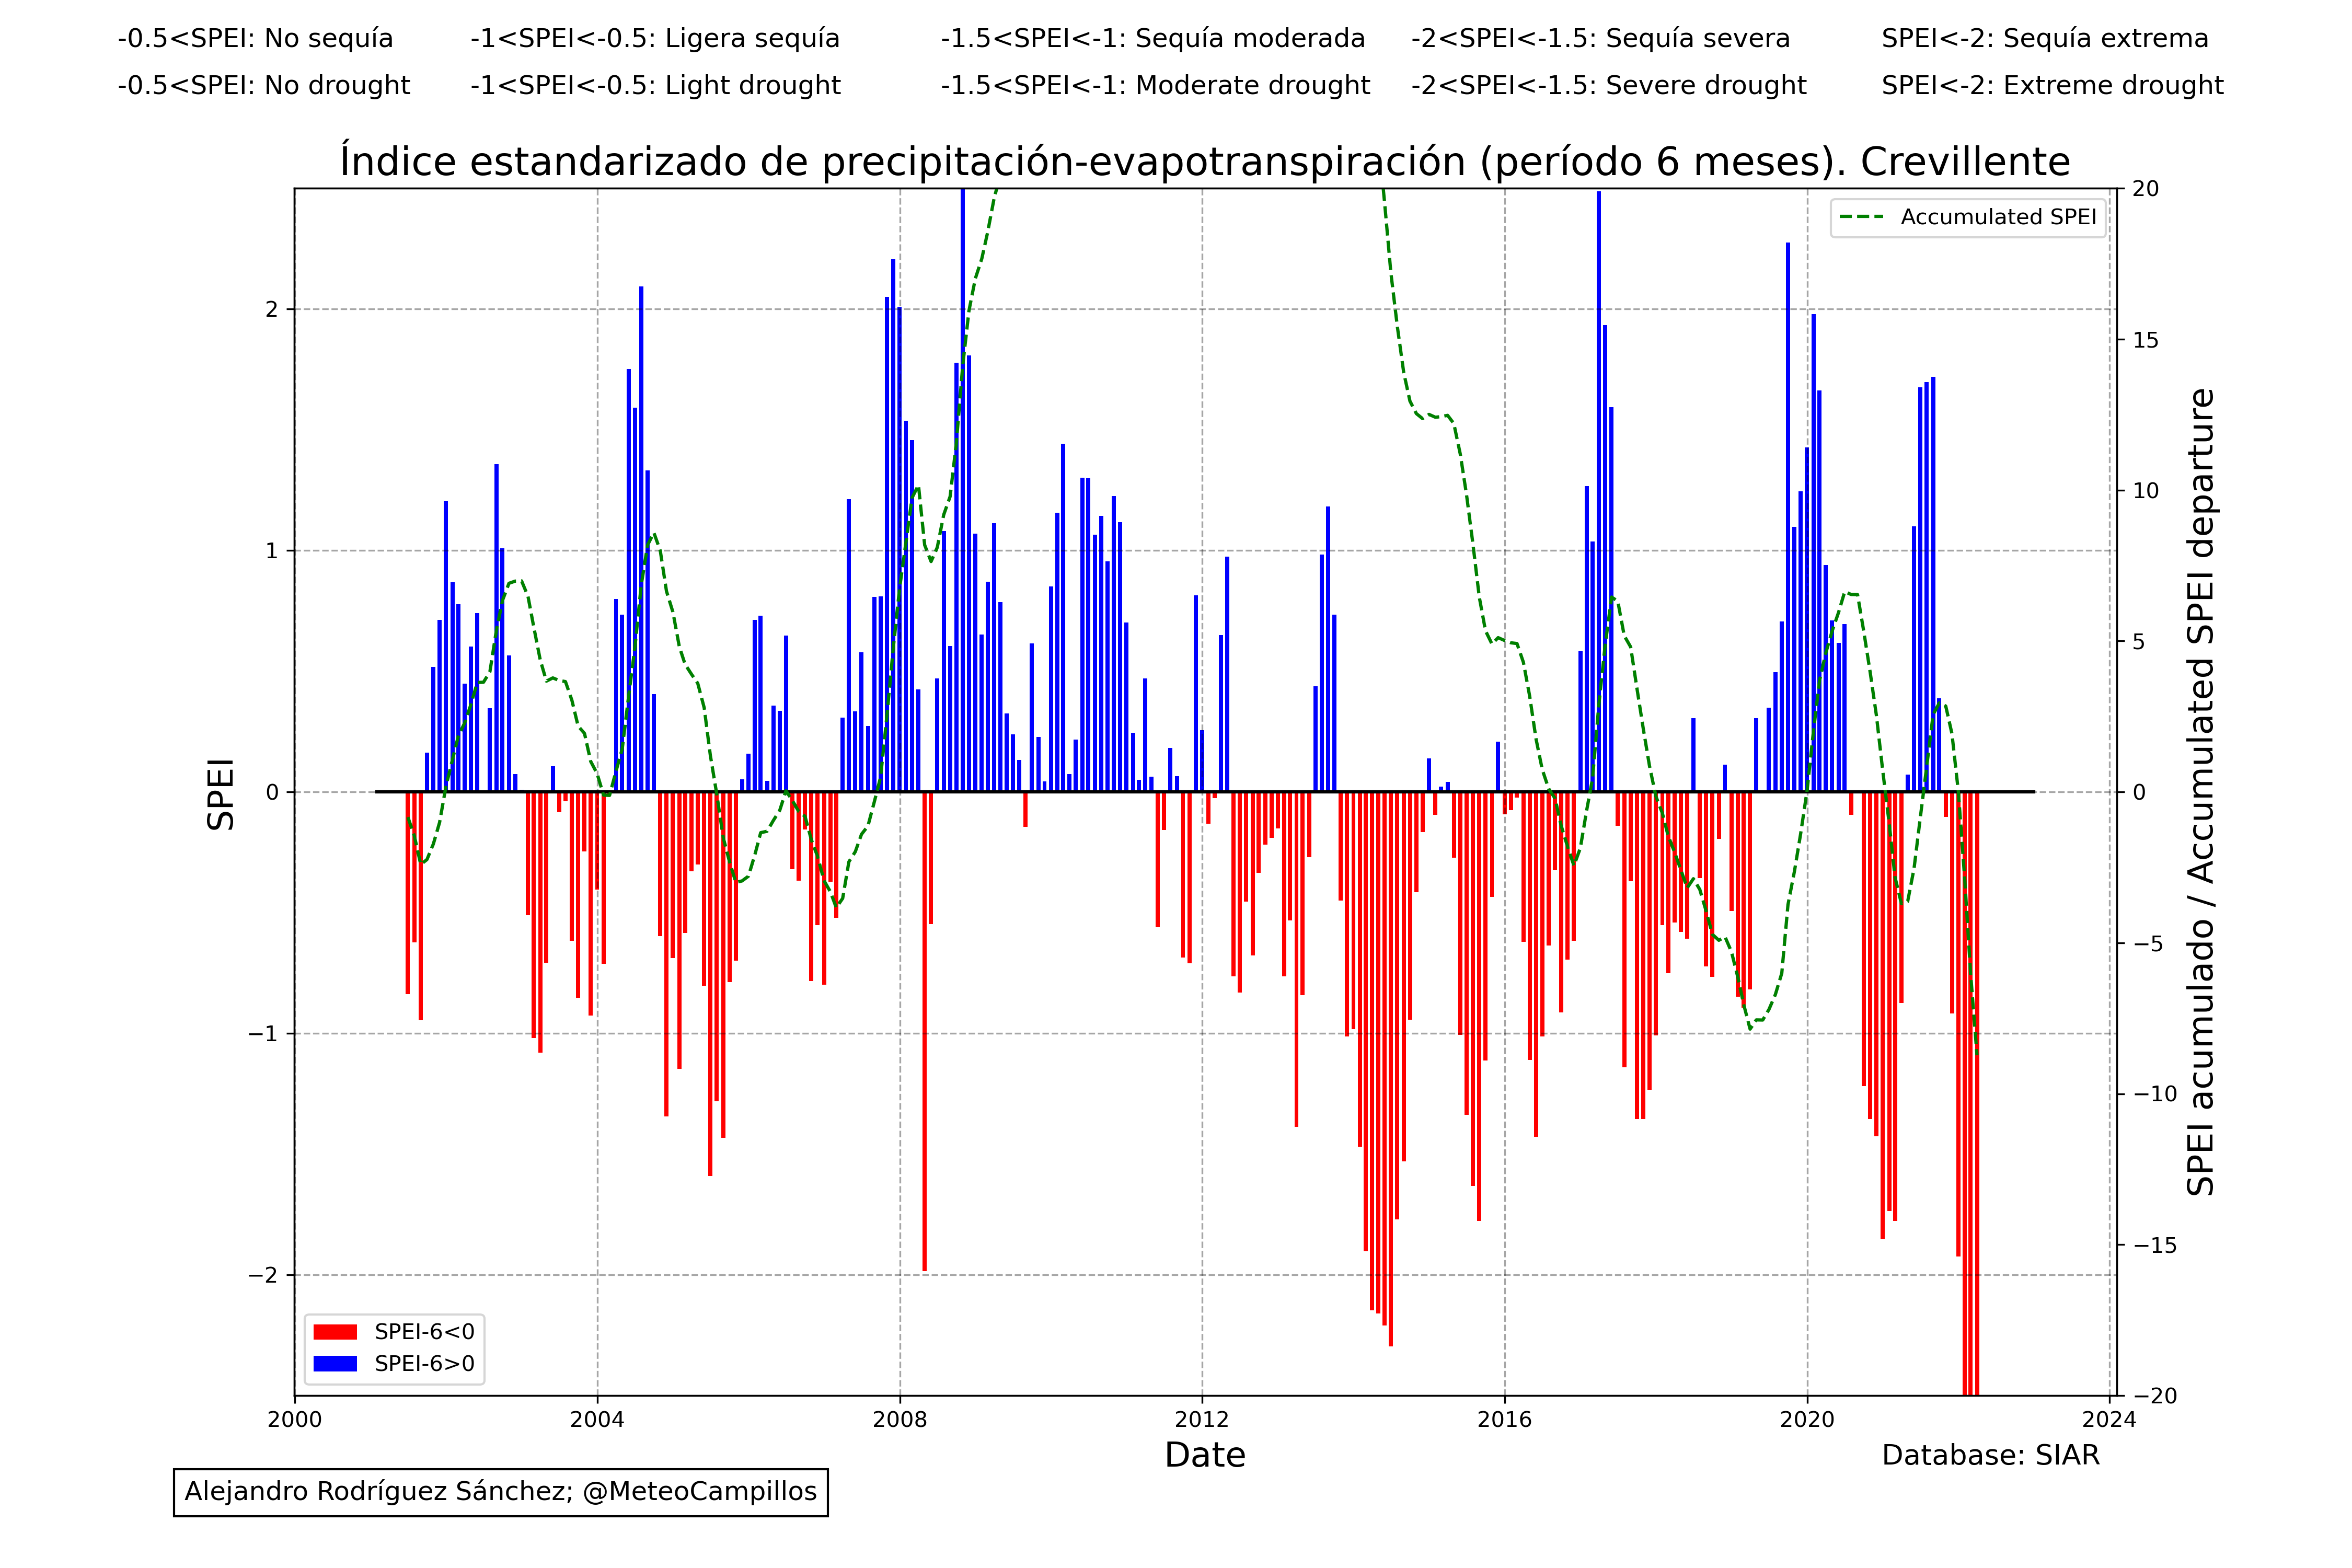 -0.5<SPEI: No sequía -1<SPEI<-0.5: Ligera sequía -1.5<SPEI<-1: Sequía moderada -2<SPEI<-1.5: Sequía severa SPEI<-2: Sequía extrema
-0.5<SPEI: No drought -1<SPEI<-0.5: Light drought -1.5<SPEI<-1: Moderate drought -2<SPEI<-1.5: Severe drought SPEI<-2: Extreme drought
Índice estandarizado de precipitación-evapotranspiración (período 6 meses). Crevillente
Accumulated SPEI
SPEI
2
1
0
−1
−2
20
15
10
5
0
−5
−10
−15
−20
SPEI acumulado / Accumulated SPEI departure
SPEI-6<0
SPEI-6>0
2000 2004 2008 2012 2016 2020 2024
Date
Database: SIAR
Alejandro Rodríguez Sánchez; @MeteoCampillos